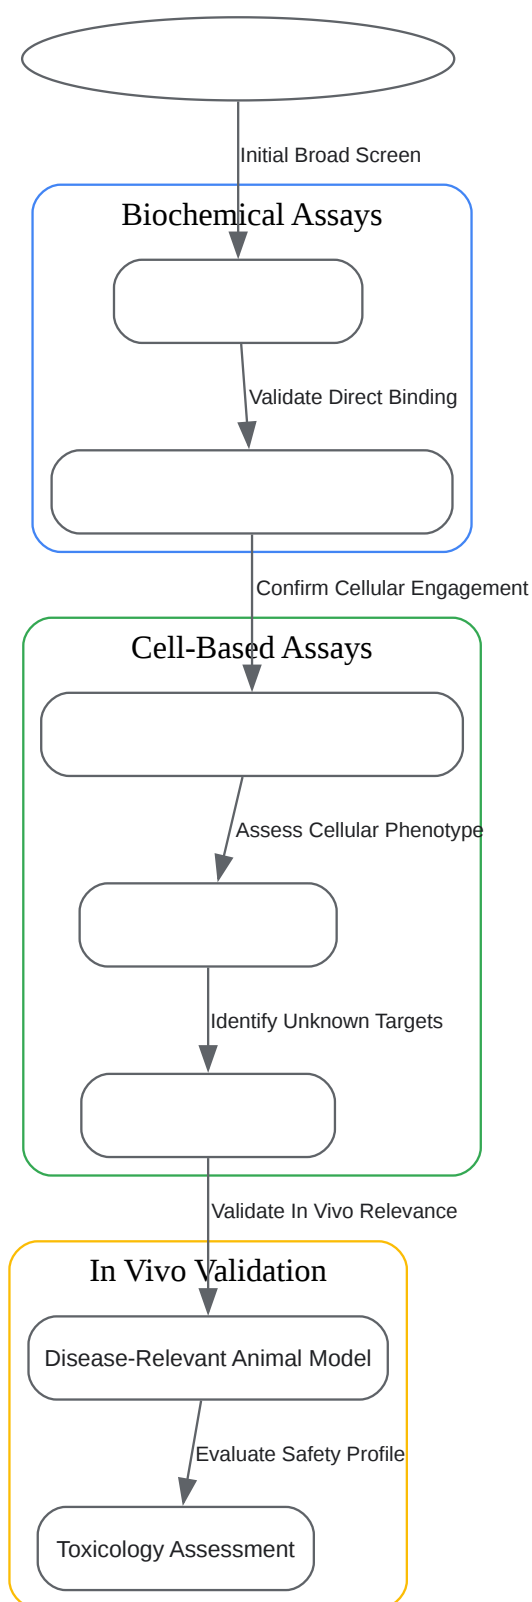 Initial Broad Screen
Biochemical Assays
Validate Direct Binding
Confirm Cellular Engagement
Cell-Based Assays
Assess Cellular Phenotype
Identify Unknown Targets
Validate In Vivo Relevance
In Vivo Validation
Disease-Relevant Animal Model
Evaluate Safety Profile
Toxicology Assessment